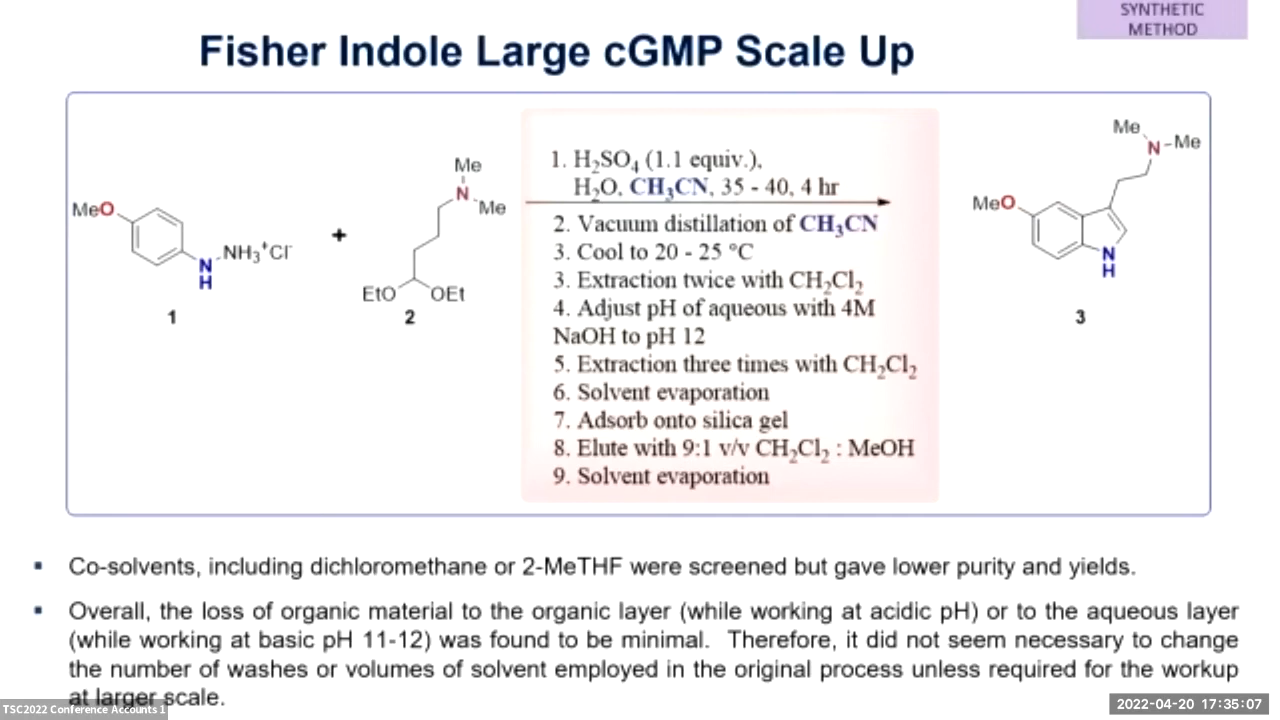 SYNTHETIC
METHOD
Fisher Indole Large cGMP Scale Up
MeO
NH₃⁺Cl⁻
N
H
1
+
Me
N
Me
EtO
OEt
2
1. H₂SO₄ (1.1 equiv.),
H₂O, CH₃CN, 35 - 40, 4 hr
2. Vacuum distillation of CH₃CN
3. Cool to 20 - 25 °C
3. Extraction twice with CH₂Cl₂
4. Adjust pH of aqueous with 4M
NaOH to pH 12
5. Extraction three times with CH₂Cl₂
6. Solvent evaporation
7. Adsorb onto silica gel
8. Elute with 9:1 v/v CH₂Cl₂ : MeOH
9. Solvent evaporation
Me
N-Me
MeO
N
H
3
▪ Co-solvents, including dichloromethane or 2-MeTHF were screened but gave lower purity and yields.
▪ Overall, the loss of organic material to the organic layer (while working at acidic pH) or to the aqueous layer
(while working at basic pH 11-12) was found to be minimal. Therefore, it did not seem necessary to change
the number of washes or volumes of solvent employed in the original process unless required for the workup
at larger scale.
TSC2022 Conference Accounts 1
2022-04-20 17:35:07